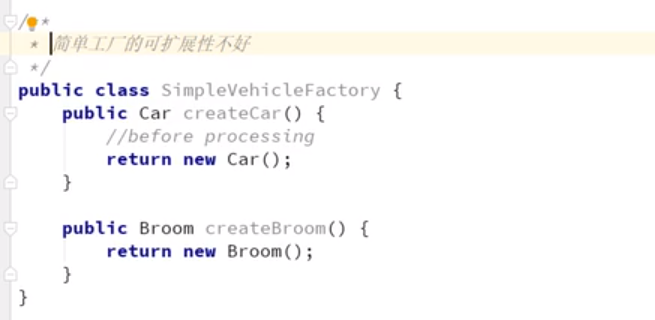 /**
 * 简单工厂的可扩展性不好
 */
public class SimpleVehicleFactory {
    public Car createCar() {
        //before processing
        return new Car();
    }

    public Broom createBroom() {
        return new Broom();
    }
}